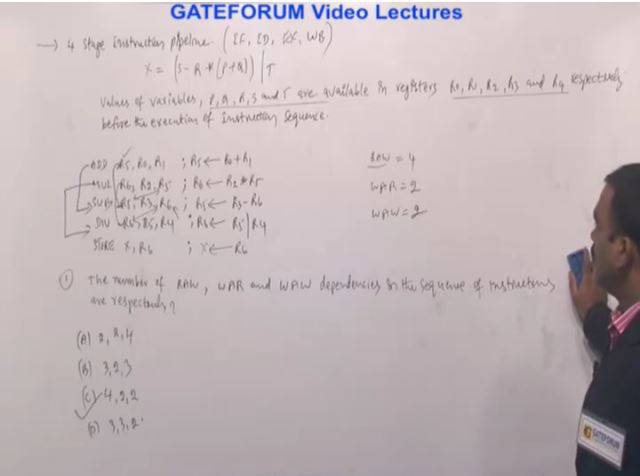 GATEFORUM Video Lectures
→ 4 Stage Instruction pipeline. (IF, ID, EX, WB)
X = (S - R * (P+Q)) / T
Values of variables, P, Q, R, S and T are available in registers R0, R1, R2, R3 and R4 respectively
before the execution of Instruction Sequence.
ADD R5, R0, R1 ; R5 ← R0 + R1
MUL R6, R2, R5 ; R6 ← R2 * R5
SUB R5, R3, R6 ; R5 ← R3 - R6
DIV R6, R5, R4 ; R6 ← R5 / R4
STORE X, R6 ; X ← R6
RAW = 4
WAR = 2
WAW = 2
① The number of RAW, WAR and WAW dependencies in the sequence of instructions
are respectively?
(A) 2, 2, 4
(B) 3, 2, 3
(C) 4, 2, 2
(D) 3, 3, 2
GATEFORUM